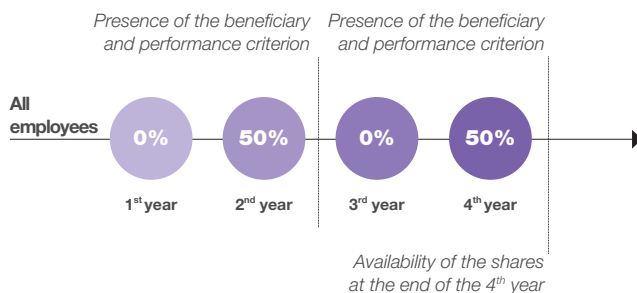 Presence of the beneficiary
and performance criterion
Presence of the beneficiary
and performance criterion
All
employees
0%
50%
0%
50%
1st year
2nd year
3rd year
4th year
Availability of the shares
at the end of the 4th year